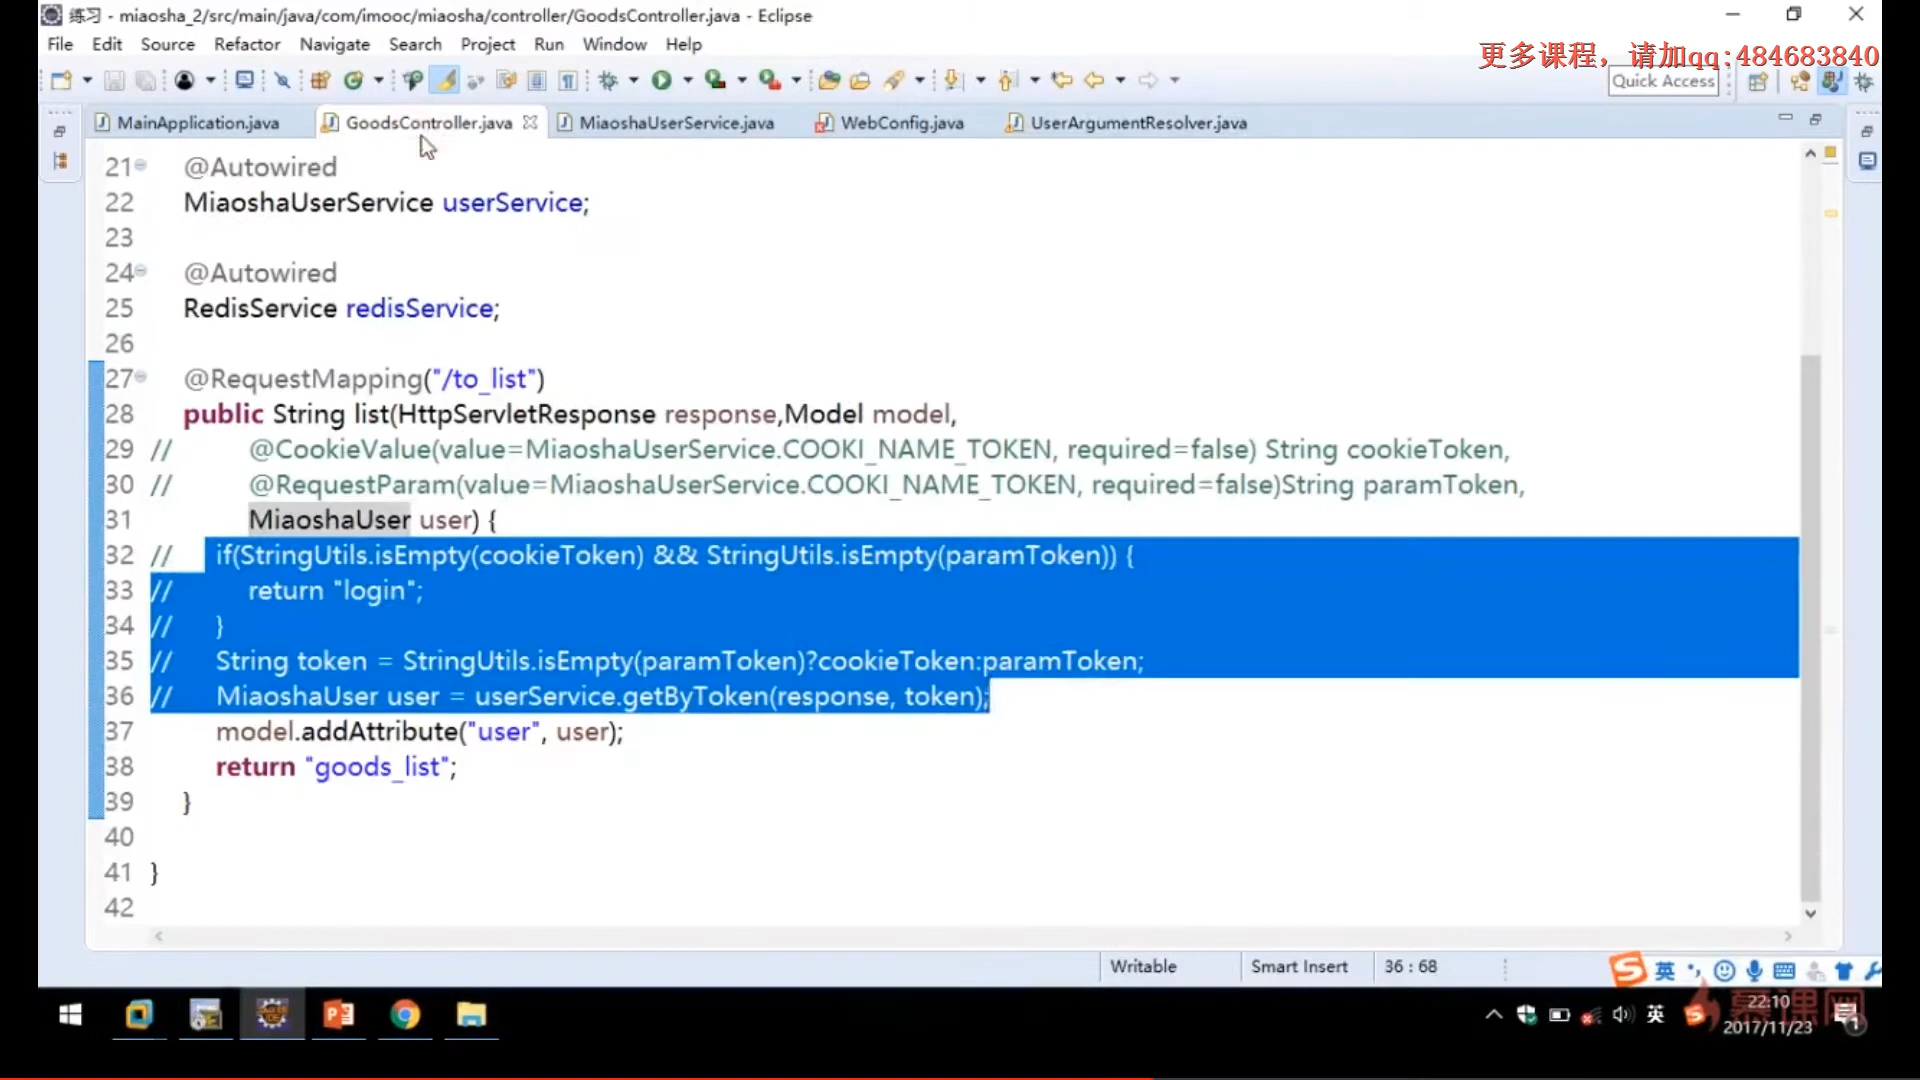 练习 - miaosha_2/src/main/java/com/imooc/miaosha/controller/GoodsController.java - Eclipse
File Edit Source Refactor Navigate Search Project Run Window Help
更多课程，请加qq:484683840
Quick Access
MainApplication.java GoodsController.java MiaoshaUserService.java WebConfig.java UserArgumentResolver.java
21 @Autowired
22 MiaoshaUserService userService;
23
24 @Autowired
25 RedisService redisService;
26
27 @RequestMapping("/to_list")
28 public String list(HttpServletResponse response,Model model,
29 // @CookieValue(value=MiaoshaUserService.COOKI_NAME_TOKEN, required=false) String cookieToken,
30 // @RequestParam(value=MiaoshaUserService.COOKI_NAME_TOKEN, required=false)String paramToken,
31 MiaoshaUser user) {
32 // if(StringUtils.isEmpty(cookieToken) && StringUtils.isEmpty(paramToken)) {
33 // return "login";
34 // }
35 // String token = StringUtils.isEmpty(paramToken)?cookieToken:paramToken;
36 // MiaoshaUser user = userService.getByToken(response, token);
37 model.addAttribute("user", user);
38 return "goods_list";
39 }
40
41 }
42
Writable Smart Insert 36 : 68
英
英
22:10
慕课网
2017/11/23
1